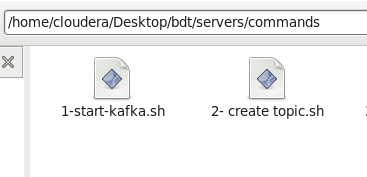 /home/cloudera/Desktop/bdt/servers/commands
1-start-kafka.sh
2- create topic.sh